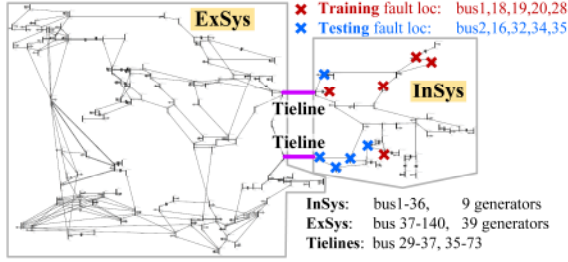 ExSys
Training fault loc: bus1,18,19,20,28
Testing fault loc: bus2,16,32,34,35
InSys
Tieline
Tieline
InSys: bus1-36, 9 generators
ExSys: bus 37-140, 39 generators
Tielines: bus 29-37, 35-73